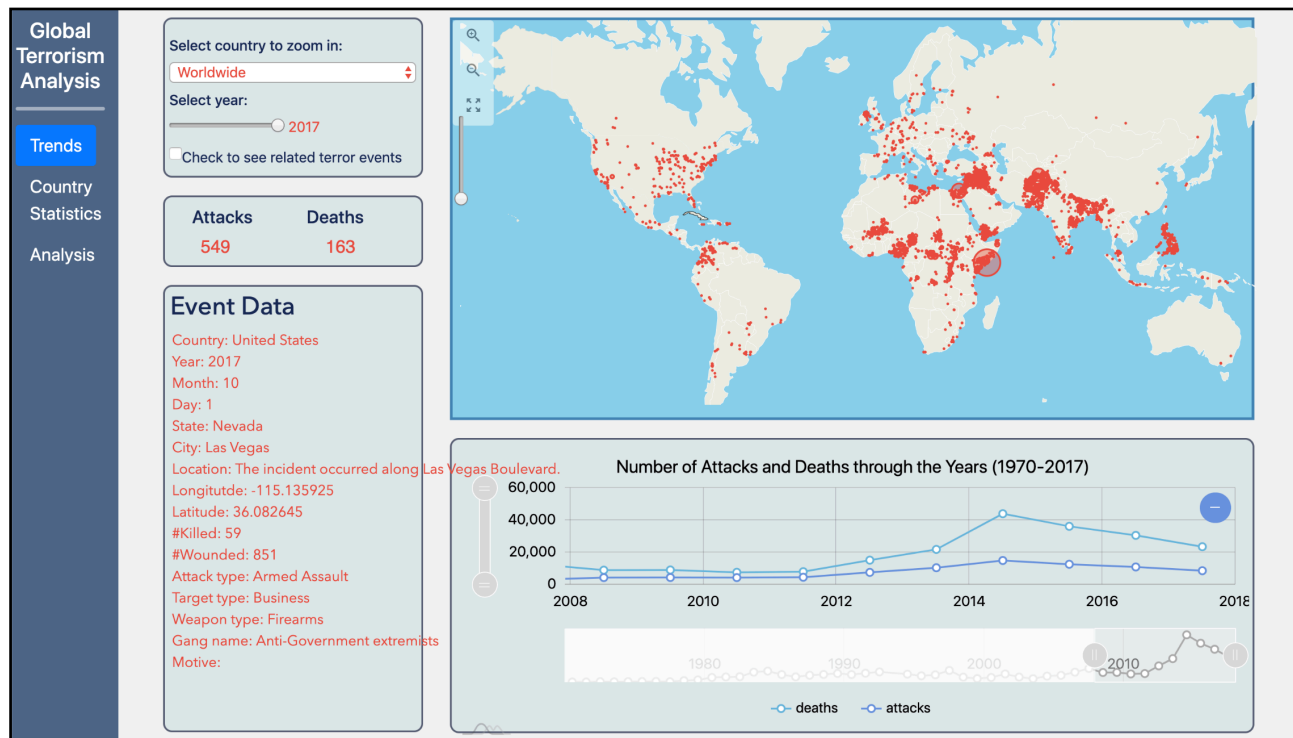 Global
Terrorism
Analysis
Trends
Country
Statistics
Analysis
Select country to zoom in:
Worldwide
Select year:
2017
Check to see related terror events
Attacks Deaths
549 163
Event Data
Country: United States
Year: 2017
Month: 10
Day: 1
State: Nevada
City: Las Vegas
Location: The incident occurred along Las Vegas Boulevard.
Longitutde: -115.135925
Latitude: 36.082645
#Killed: 59
#Wounded: 851
Attack type: Armed Assault
Target type: Business
Weapon type: Firearms
Gang name: Anti-Government extremists
Motive:
Number of Attacks and Deaths through the Years (1970-2017)
60,000
40,000
20,000
0
2008 2010 2012 2014 2016 2018
1980 1990 2000 2010
deaths attacks